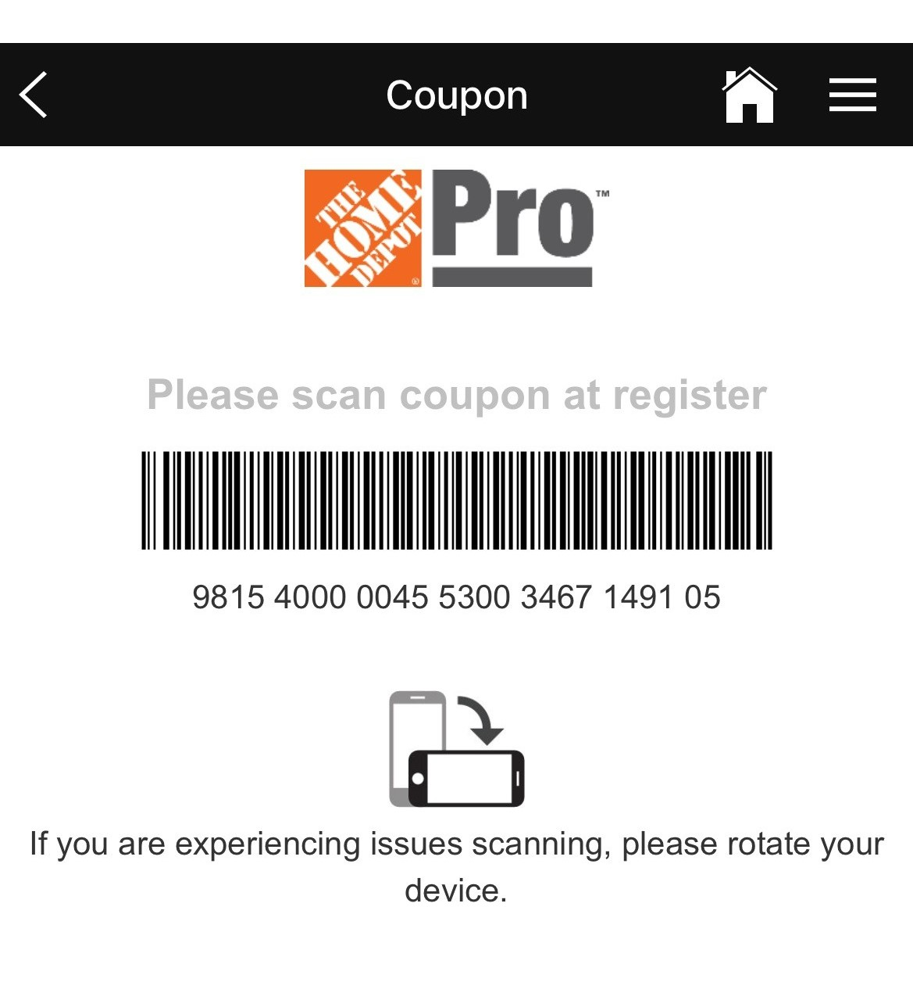 Coupon
THE
HOME
DEPOT
®
Pro™
Please scan coupon at register
9815 4000 0045 5300 3467 1491 05
If you are experiencing issues scanning, please rotate your
device.